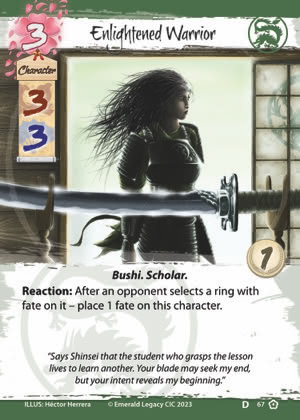 3
Enlightened Warrior
Character
3
3
1
Bushi. Scholar.
Reaction: After an opponent selects a ring with
fate on it – place 1 fate on this character.
“Says Shinsei that the student who grasps the lesson
lives to learn another. Your blade may seek my end,
but your intent reveals my beginning.”
ILLUS: Héctor Herrera © Emerald Legacy CIC 2023 D 67